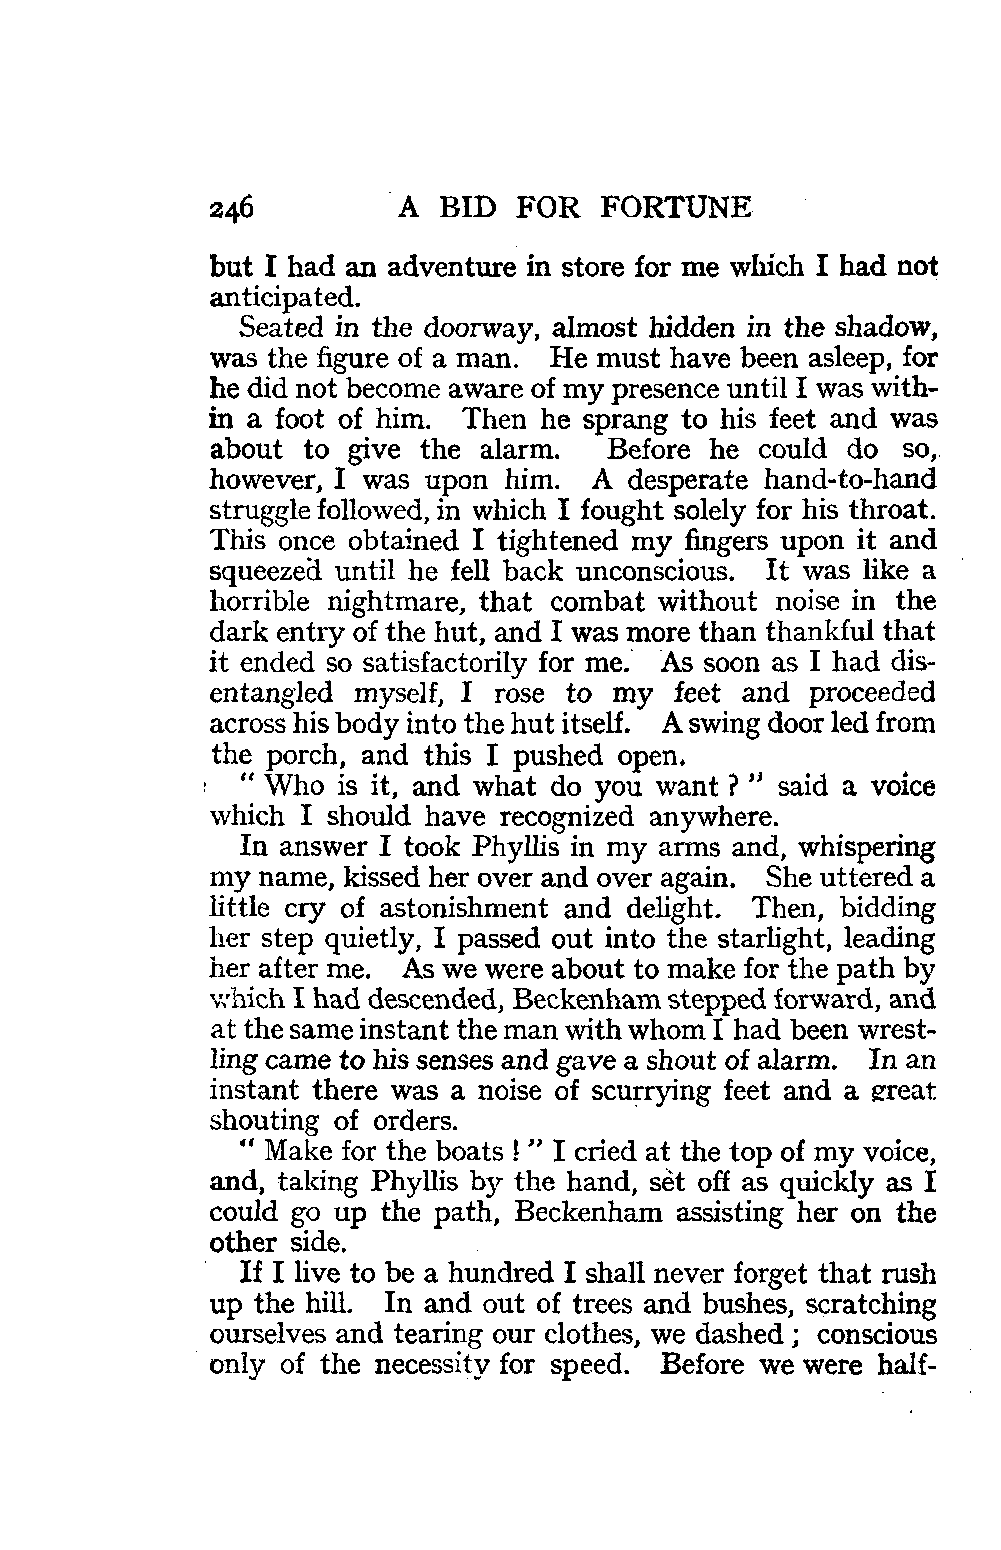 246 A BID FOR FORTUNE
but I had an adventure in store for me which I had not
anticipated.
Seated in the doorway, almost hidden in the shadow,
was the figure of a man. He must have been asleep, for
he did not become aware of my presence until I was with-
in a foot of him. Then he sprang to his feet and was
about to give the alarm. Before he could do so,
however, I was upon him. A desperate hand-to-hand
struggle followed, in which I fought solely for his throat.
This once obtained I tightened my fingers upon it and
squeezed until he fell back unconscious. It was like a
horrible nightmare, that combat without noise in the
dark entry of the hut, and I was more than thankful that
it ended so satisfactorily for me. As soon as I had dis-
entangled myself, I rose to my feet and proceeded
across his body into the hut itself. A swing door led from
the porch, and this I pushed open.
“ Who is it, and what do you want ? ” said a voice
which I should have recognized anywhere.
In answer I took Phyllis in my arms and, whispering
my name, kissed her over and over again. She uttered a
little cry of astonishment and delight. Then, bidding
her step quietly, I passed out into the starlight, leading
her after me. As we were about to make for the path by
which I had descended, Beckenham stepped forward, and
at the same instant the man with whom I had been wrest-
ling came to his senses and gave a shout of alarm. In an
instant there was a noise of scurrying feet and a great
shouting of orders.
“ Make for the boats ! ” I cried at the top of my voice,
and, taking Phyllis by the hand, set off as quickly as I
could go up the path, Beckenham assisting her on the
other side.
If I live to be a hundred I shall never forget that rush
up the hill. In and out of trees and bushes, scratching
ourselves and tearing our clothes, we dashed ; conscious
only of the necessity for speed. Before we were half-